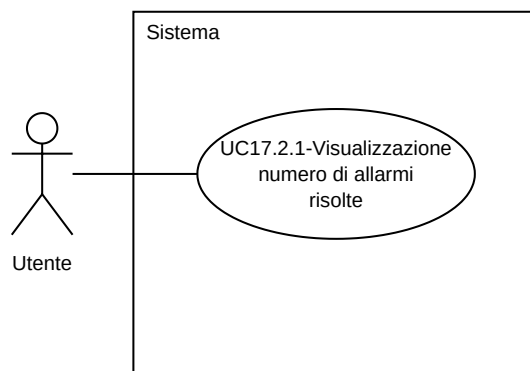 Sistema
UC17.2.1-Visualizzazione
numero di allarmi
risolte
Utente